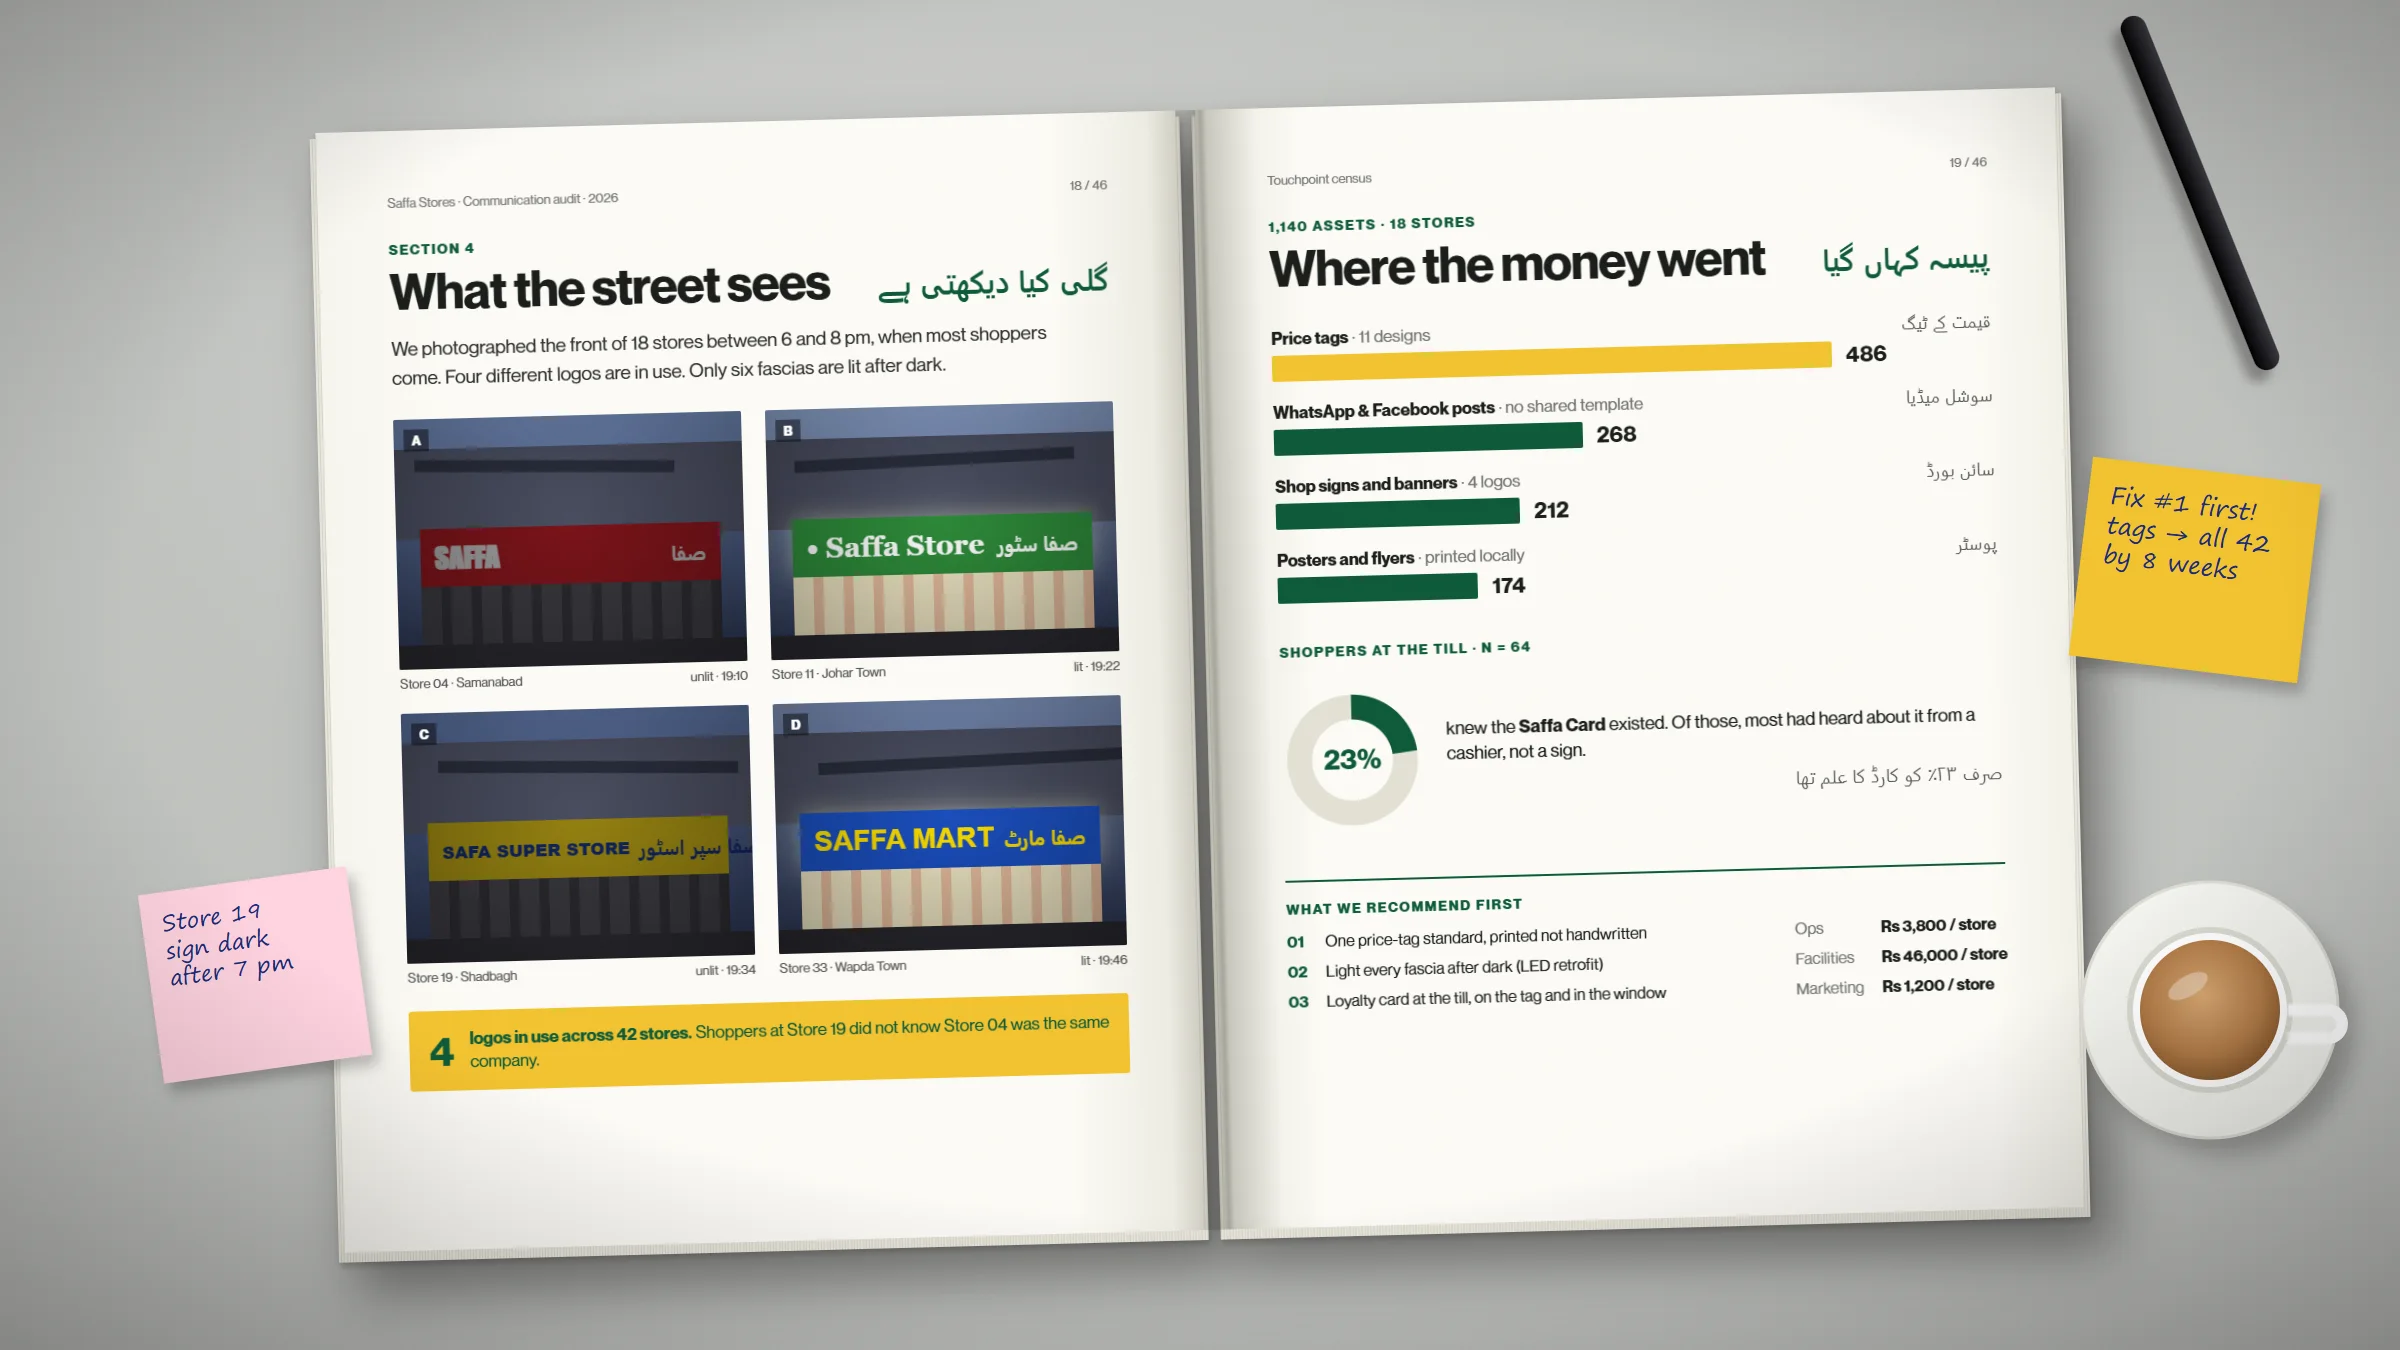 Saffa Stores · Communication audit · 2026
18 / 46
SECTION 4
What the street sees
گلی کیا دیکھتی ہے
We photographed the front of 18 stores between 6 and 8 pm, when most shoppers
come. Four different logos are in use. Only six fascias are lit after dark.
A
SAFFA
صفا
Store 04 · Samanabad
unlit · 19:10
B
• Saffa Store صفا سٹور
Store 11 · Johar Town
lit · 19:22
C
SAFA SUPER STORE صفا سپر اسٹور
Store 19 · Shadbagh
unlit · 19:34
D
SAFFA MART صفا مارٹ
Store 33 · Wapda Town
lit · 19:46
4
logos in use across 42 stores. Shoppers at Store 19 did not know Store 04 was the same
company.
Store 19
sign dark
after 7 pm
Touchpoint census
19 / 46
1,140 ASSETS · 18 STORES
Where the money went
پیسہ کہاں گیا
Price tags · 11 designs
قیمت کے ٹیگ
486
WhatsApp & Facebook posts · no shared template
سوشل میڈیا
268
Shop signs and banners · 4 logos
سائن بورڈ
212
Posters and flyers · printed locally
پوسٹر
174
SHOPPERS AT THE TILL · N = 64
23%
knew the Saffa Card existed. Of those, most had heard about it from a
cashier, not a sign.
صرف ۲۳٪ کو کارڈ کا علم تھا
WHAT WE RECOMMEND FIRST
01 One price-tag standard, printed not handwritten Ops Rs 3,800 / store
02 Light every fascia after dark (LED retrofit) Facilities Rs 46,000 / store
03 Loyalty card at the till, on the tag and in the window Marketing Rs 1,200 / store
Fix #1 first!
tags → all 42
by 8 weeks